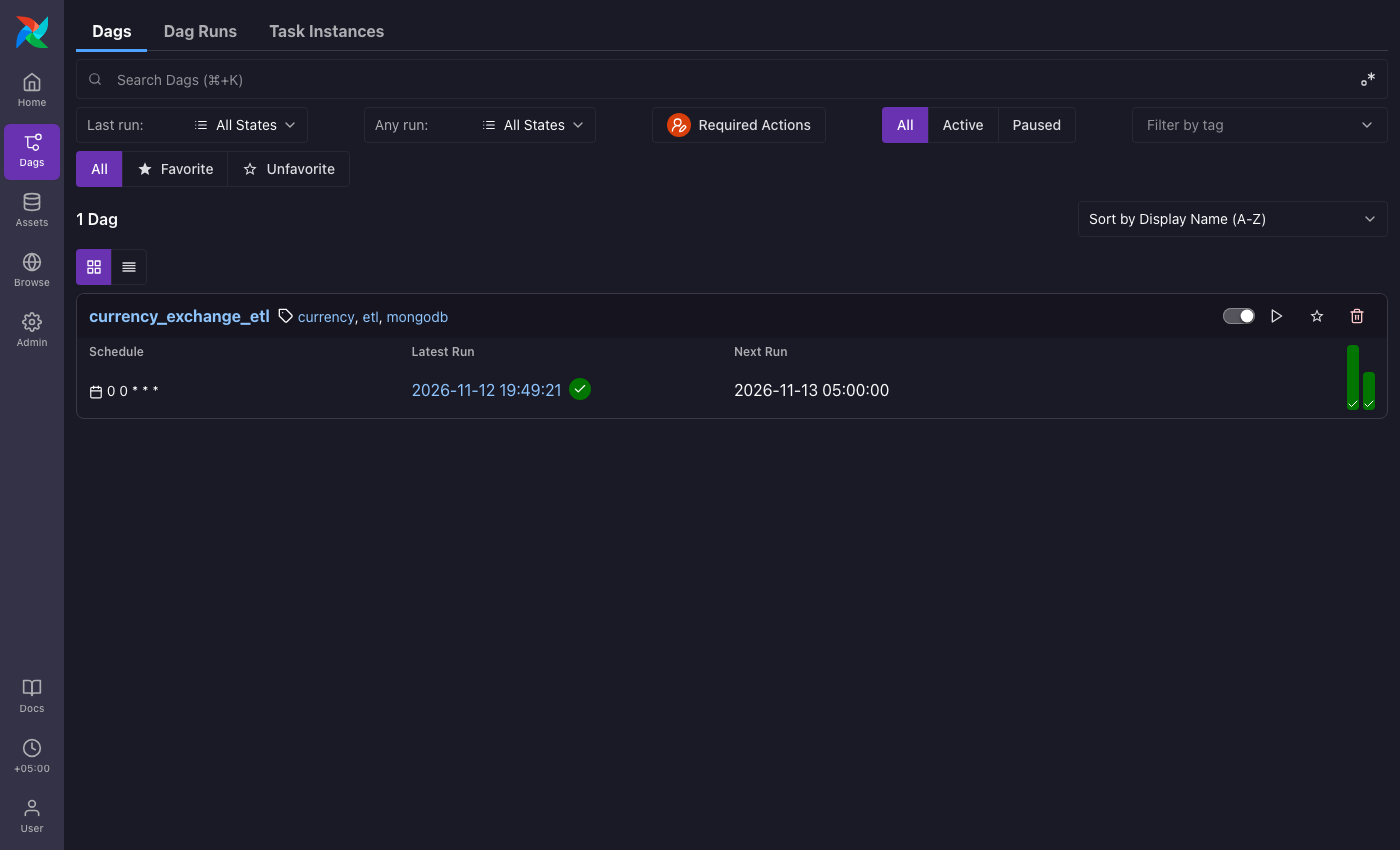 Dags Dag Runs Task Instances
Search Dags (⌘+K) .*
Last run: All States Any run: All States Required Actions All Active Paused Filter by tag
All Favorite Unfavorite
1 Dag Sort by Display Name (A-Z)
currency_exchange_etl currency, etl, mongodb
Schedule Latest Run Next Run
0 0 * * * 2026-11-12 19:49:21 2026-11-13 05:00:00
Home
Dags
Assets
Browse
Admin
Docs
+05:00
User